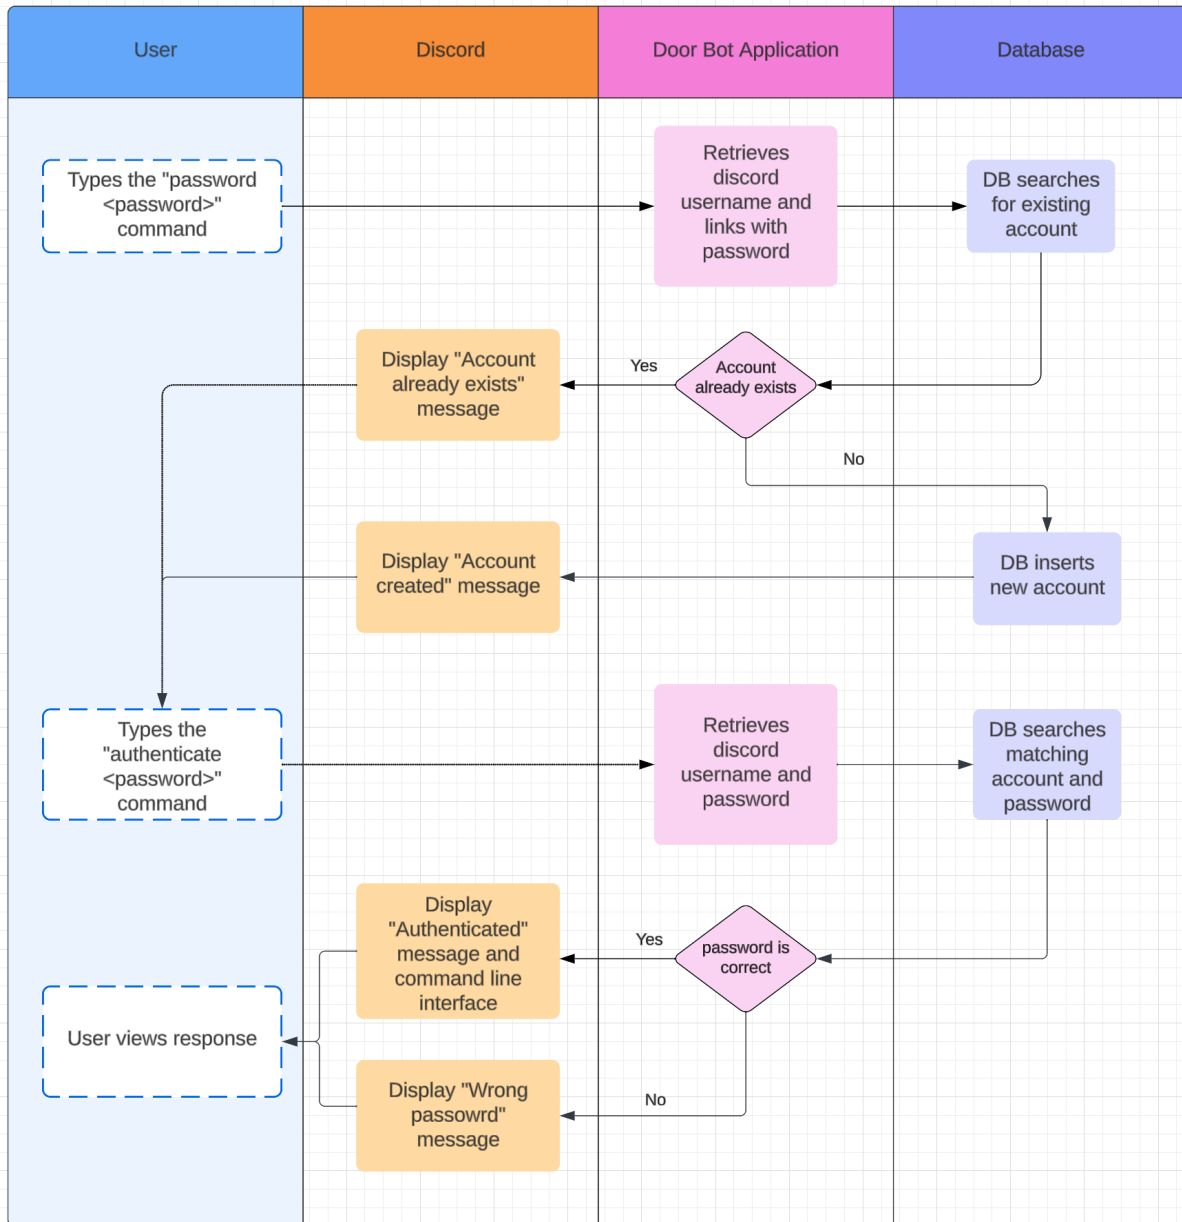 User
Discord
Door Bot Application
Database
Types the "password
<password>"
command
Retrieves
discord
username and
links with
password
DB searches
for existing
account
Display "Account
already exists"
message
Yes
Account
already exists
No
Display "Account
created" message
DB inserts
new account
Types the
"authenticate
<password>"
command
Retrieves
discord
username and
password
DB searches
matching
account and
password
Display
"Authenticated"
message and
command line
interface
Yes
password is
correct
User views response
Display "Wrong
passowrd"
message
No